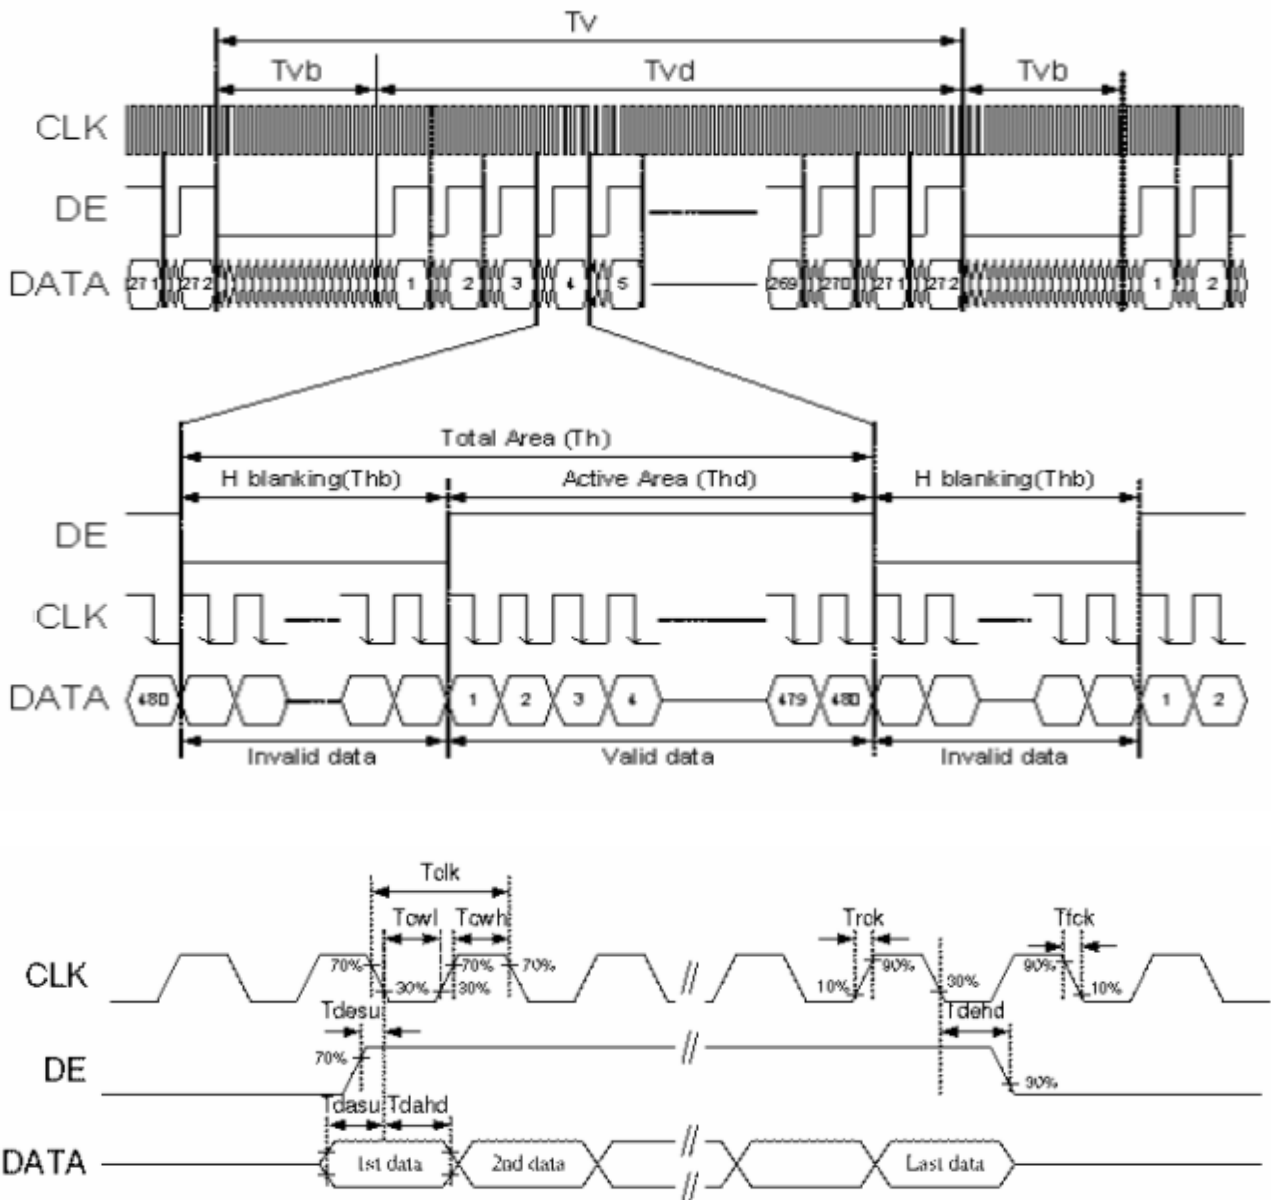 Tv
Tvb Tvd Tvb
CLK
DE
DATA 271 272 1 2 3 4 5 269 270 271 272 1 2
Total Area (Th)
H blanking(Thb) Active Area (Thd) H blanking(Thb)
DE
CLK
DATA 480 1 2 3 4 479 480 1 2
Invalid data Valid data Invalid data
Tclk
Tcwl Tcwh Trck Tfck
CLK 70% 30% 70% 30% 70% 10% 90% 30% 90% 10%
Tdesu Tdehd
DE 70% 30%
Tdasu Tdahd
DATA 1st data 2nd data Last data